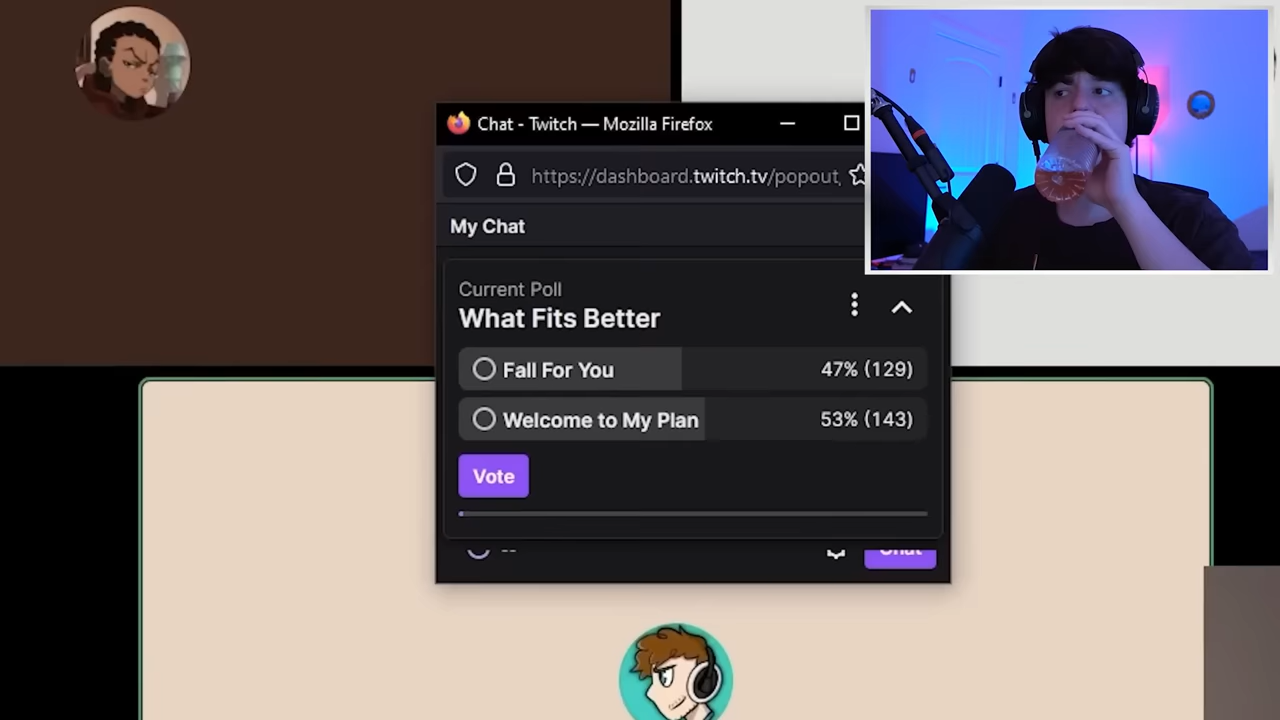 Chat - Twitch — Mozilla Firefox
https://dashboard.twitch.tv/popout
My Chat
Current Poll
What Fits Better
Fall For You 47% (129)
Welcome to My Plan 53% (143)
Vote
--
Chat